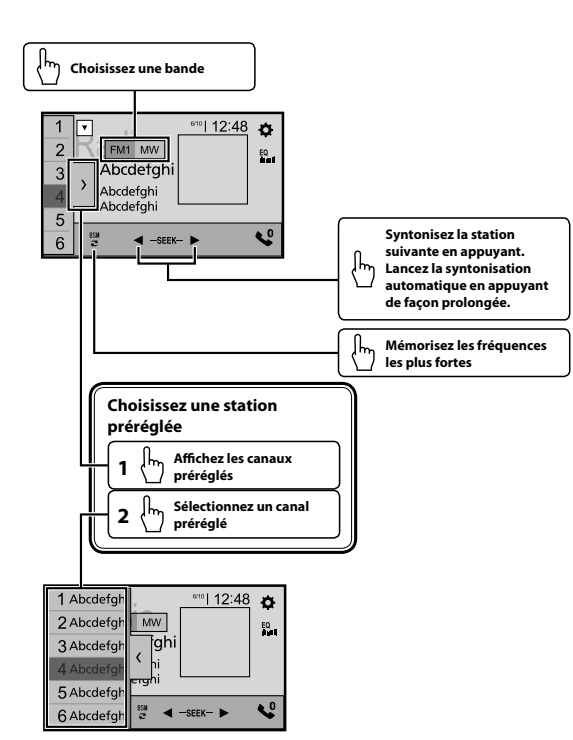 Choisissez une bande
1
2
3
4
5
6
Radio
6/10 12:48
FM1 MW
EQ
Abcdefghi
Abcdefghi
Abcdefghi
>
BSM
◄ –SEEK– ►
Syntonisez la station
suivante en appuyant.
Lancez la syntonisation
automatique en appuyant
de façon prolongée.
Mémorisez les fréquences
les plus fortes
Choisissez une station
préréglée
1 Affichez les canaux
préréglés
2 Sélectionnez un canal
préréglé
1 Abcdefgh
2 Abcdefgh
3 Abcdefgh
4 Abcdefgh
5 Abcdefgh
6 Abcdefgh
6/10 12:48
MW
EQ
fghi
hi
efghi
<
BSM
◄ –SEEK– ►